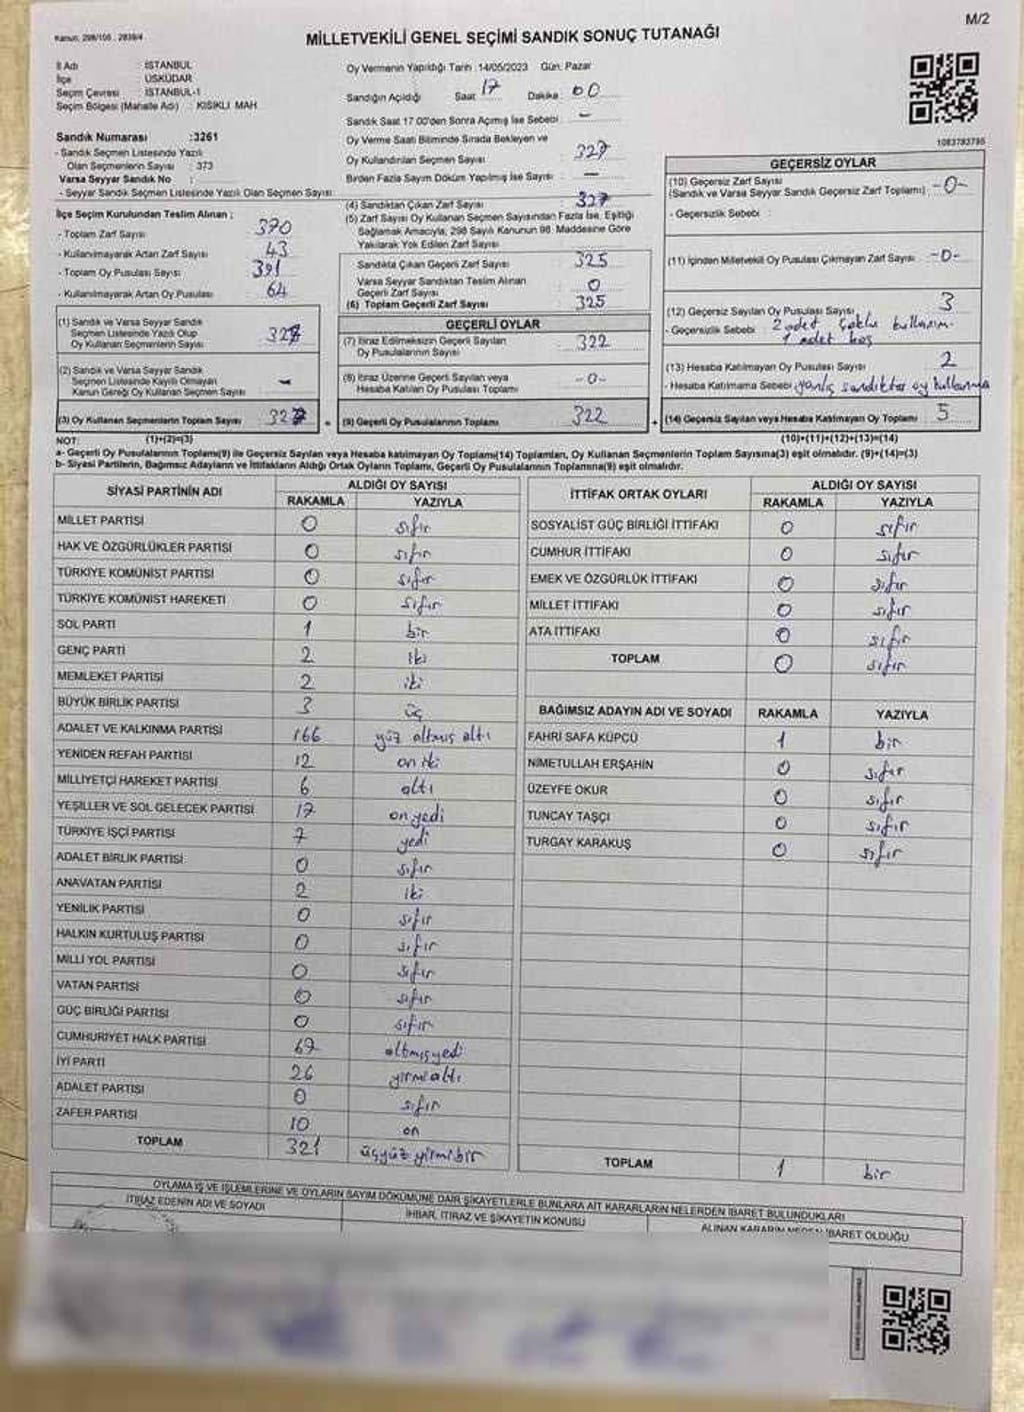 M/2
Kanun: 298/105 , 2839/4
MİLLETVEKİLİ GENEL SEÇİMİ SANDIK SONUÇ TUTANAĞI
İl Adı : İSTANBUL
İlçe : ÜSKÜDAR
Seçim Çevresi : İSTANBUL-1
Seçim Bölgesi (Mahalle Adı) : KISIKLI MAH
Sandık Numarası :3261
- Sandık Seçmen Listesinde Yazılı
Olan Seçmenlerin Sayısı : 373
Varsa Seyyar Sandık No :
- Seyyar Sandık Seçmen Listesinde Yazılı Olan Seçmen Sayısı:
Oy Vermenin Yapıldığı Tarih :14/05/2023 Gün: Pazar
Sandığın Açıldığı Saat 17 Dakika : 00
Sandık Saat 17:00'den Sonra Açılmış İse Sebebi : -
Oy Verme Saati Bitiminde Sırada Bekleyen ve
Oy Kullandırılan Seçmen Sayısı : 327
Birden Fazla Sayım Döküm Yapılmış İse Sayısı : -
1083783795
İlçe Seçim Kurulundan Teslim Alınan ;
- Toplam Zarf Sayısı : 370
- Kullanılmayarak Artan Zarf Sayısı : 43
- Toplam Oy Pusulası Sayısı : 391
- Kullanılmayarak Artan Oy Pusulası : 64
(4) Sandıktan Çıkan Zarf Sayısı : 327
(5) Zarf Sayısı Oy Kullanan Seçmen Sayısından Fazla İse, Eşitliği
Sağlamak Amacıyla, 298 Sayılı Kanunun 98. Maddesine Göre
Yakılarak Yok Edilen Zarf Sayısı :
Sandıkta Çıkan Geçerli Zarf Sayısı : 325
Varsa Seyyar Sandıktan Teslim Alınan
Geçerli Zarf Sayısı : 0
(6) Toplam Geçerli Zarf Sayısı : 325
GEÇERSİZ OYLAR
(10) Geçersiz Zarf Sayısı
(Sandık ve Varsa Seyyar Sandık Geçersiz Zarf Toplamı) : -0-
- Geçersizlik Sebebi :
(11) İçinden Milletvekili Oy Pusulası Çıkmayan Zarf Sayısı : -0-
(12) Geçersiz Sayılan Oy Pusulası Sayısı : 3
- Geçersizlik Sebebi : 2 adet çoklu kullanım
1 adet boş
(13) Hesaba Katılmayan Oy Pusulası Sayısı : 2
- Hesaba Katılmama Sebebi : yanlış sandıkta oy kullanma
(14) Geçersiz Sayılan veya Hesaba Katılmayan Oy Toplamı : 5
(1) Sandık ve Varsa Seyyar Sandık
Seçmen Listesinde Yazılı Olup
Oy Kullanan Seçmenlerin Sayısı : 327
(2) Sandık ve Varsa Seyyar Sandık
Seçmen Listesinde Kayıtlı Olmayan
Kanun Gereği Oy Kullanan Seçmen Sayısı : -
(3) Oy Kullanan Seçmenlerin Toplam Sayısı : 327
GEÇERLİ OYLAR
(7) İtiraz Edilmeksizin Geçerli Sayılan
Oy Pusulalarının Sayısı : 322
(8) İtiraz Üzerine Geçerli Sayılan veya
Hesaba Katılan Oy Pusulası Toplamı : -0-
(9) Geçerli Oy Pusulalarının Toplamı : 322
NOT: (1)+(2)=(3) (10)+(11)+(12)+(13)=(14)
a- Geçerli Oy Pusulalarının Toplamı(9) ile Geçersiz Sayılan veya Hesaba katılmayan Oy Toplamı(14) Toplamları, Oy Kullanan Seçmenlerin Toplam Sayısına(3) eşit olmalıdır. (9)+(14)=(3)
b- Siyasi Partilerin, Bağımsız Adayların ve İttifakların Aldığı Ortak Oyların Toplamı, Geçerli Oy Pusulalarının Toplamına(9) eşit olmalıdır.
SİYASİ PARTİNİN ADI ALDIĞI OY SAYISI
RAKAMLA YAZIYLA
MİLLET PARTİSİ 0 sıfır
HAK VE ÖZGÜRLÜKLER PARTİSİ 0 sıfır
TÜRKİYE KOMÜNİST PARTİSİ 0 sıfır
TÜRKİYE KOMÜNİST HAREKETİ 0 sıfır
SOL PARTİ 1 bir
GENÇ PARTİ 2 iki
MEMLEKET PARTİSİ 2 iki
BÜYÜK BİRLİK PARTİSİ 3 üç
ADALET VE KALKINMA PARTİSİ 166 yüz altmış altı
YENİDEN REFAH PARTİSİ 12 on iki
MİLLİYETÇİ HAREKET PARTİSİ 6 altı
YEŞİLLER VE SOL GELECEK PARTİSİ 17 on yedi
TÜRKİYE İŞÇİ PARTİSİ 7 yedi
ADALET BİRLİK PARTİSİ 0 sıfır
ANAVATAN PARTİSİ 2 iki
YENİLİK PARTİSİ 0 sıfır
HALKIN KURTULUŞ PARTİSİ 0 sıfır
MİLLİ YOL PARTİSİ 0 sıfır
VATAN PARTİSİ 0 sıfır
GÜÇ BİRLİĞİ PARTİSİ 0 sıfır
CUMHURİYET HALK PARTİSİ 67 altmışyedi
İYİ PARTİ 26 yirmialtı
ADALET PARTİSİ 0 sıfır
ZAFER PARTİSİ 10 on
TOPLAM 321 üçyüz yirmibir
İTTİFAK ORTAK OYLARI ALDIĞI OY SAYISI
RAKAMLA YAZIYLA
SOSYALİST GÜÇ BİRLİĞİ İTTİFAKI 0 sıfır
CUMHUR İTTİFAKI 0 sıfır
EMEK VE ÖZGÜRLÜK İTTİFAKI 0 sıfır
MİLLET İTTİFAKI 0 sıfır
ATA İTTİFAKI 0 sıfır
TOPLAM 0 sıfır
BAĞIMSIZ ADAYIN ADI VE SOYADI RAKAMLA YAZIYLA
FAHRİ SAFA KÜPCÜ 1 bir
NİMETULLAH ERŞAHİN 0 sıfır
ÜZEYFE OKUR 0 sıfır
TUNCAY TAŞÇI 0 sıfır
TURGAY KARAKUŞ 0 sıfır
TOPLAM 1 bir
OYLAMA İŞ VE İŞLEMLERİNE VE OYLARIN SAYIM DÖKÜMÜNE DAİR ŞİKAYETLERLE BUNLARA AİT KARARLARIN NELERDEN İBARET BULUNDUKLARI
İTİRAZ EDENİN ADI VE SOYADI İHBAR, İTİRAZ VE ŞİKAYETİN KONUSU ALINAN KARARIN NEDEN İBARET OLDUĞU